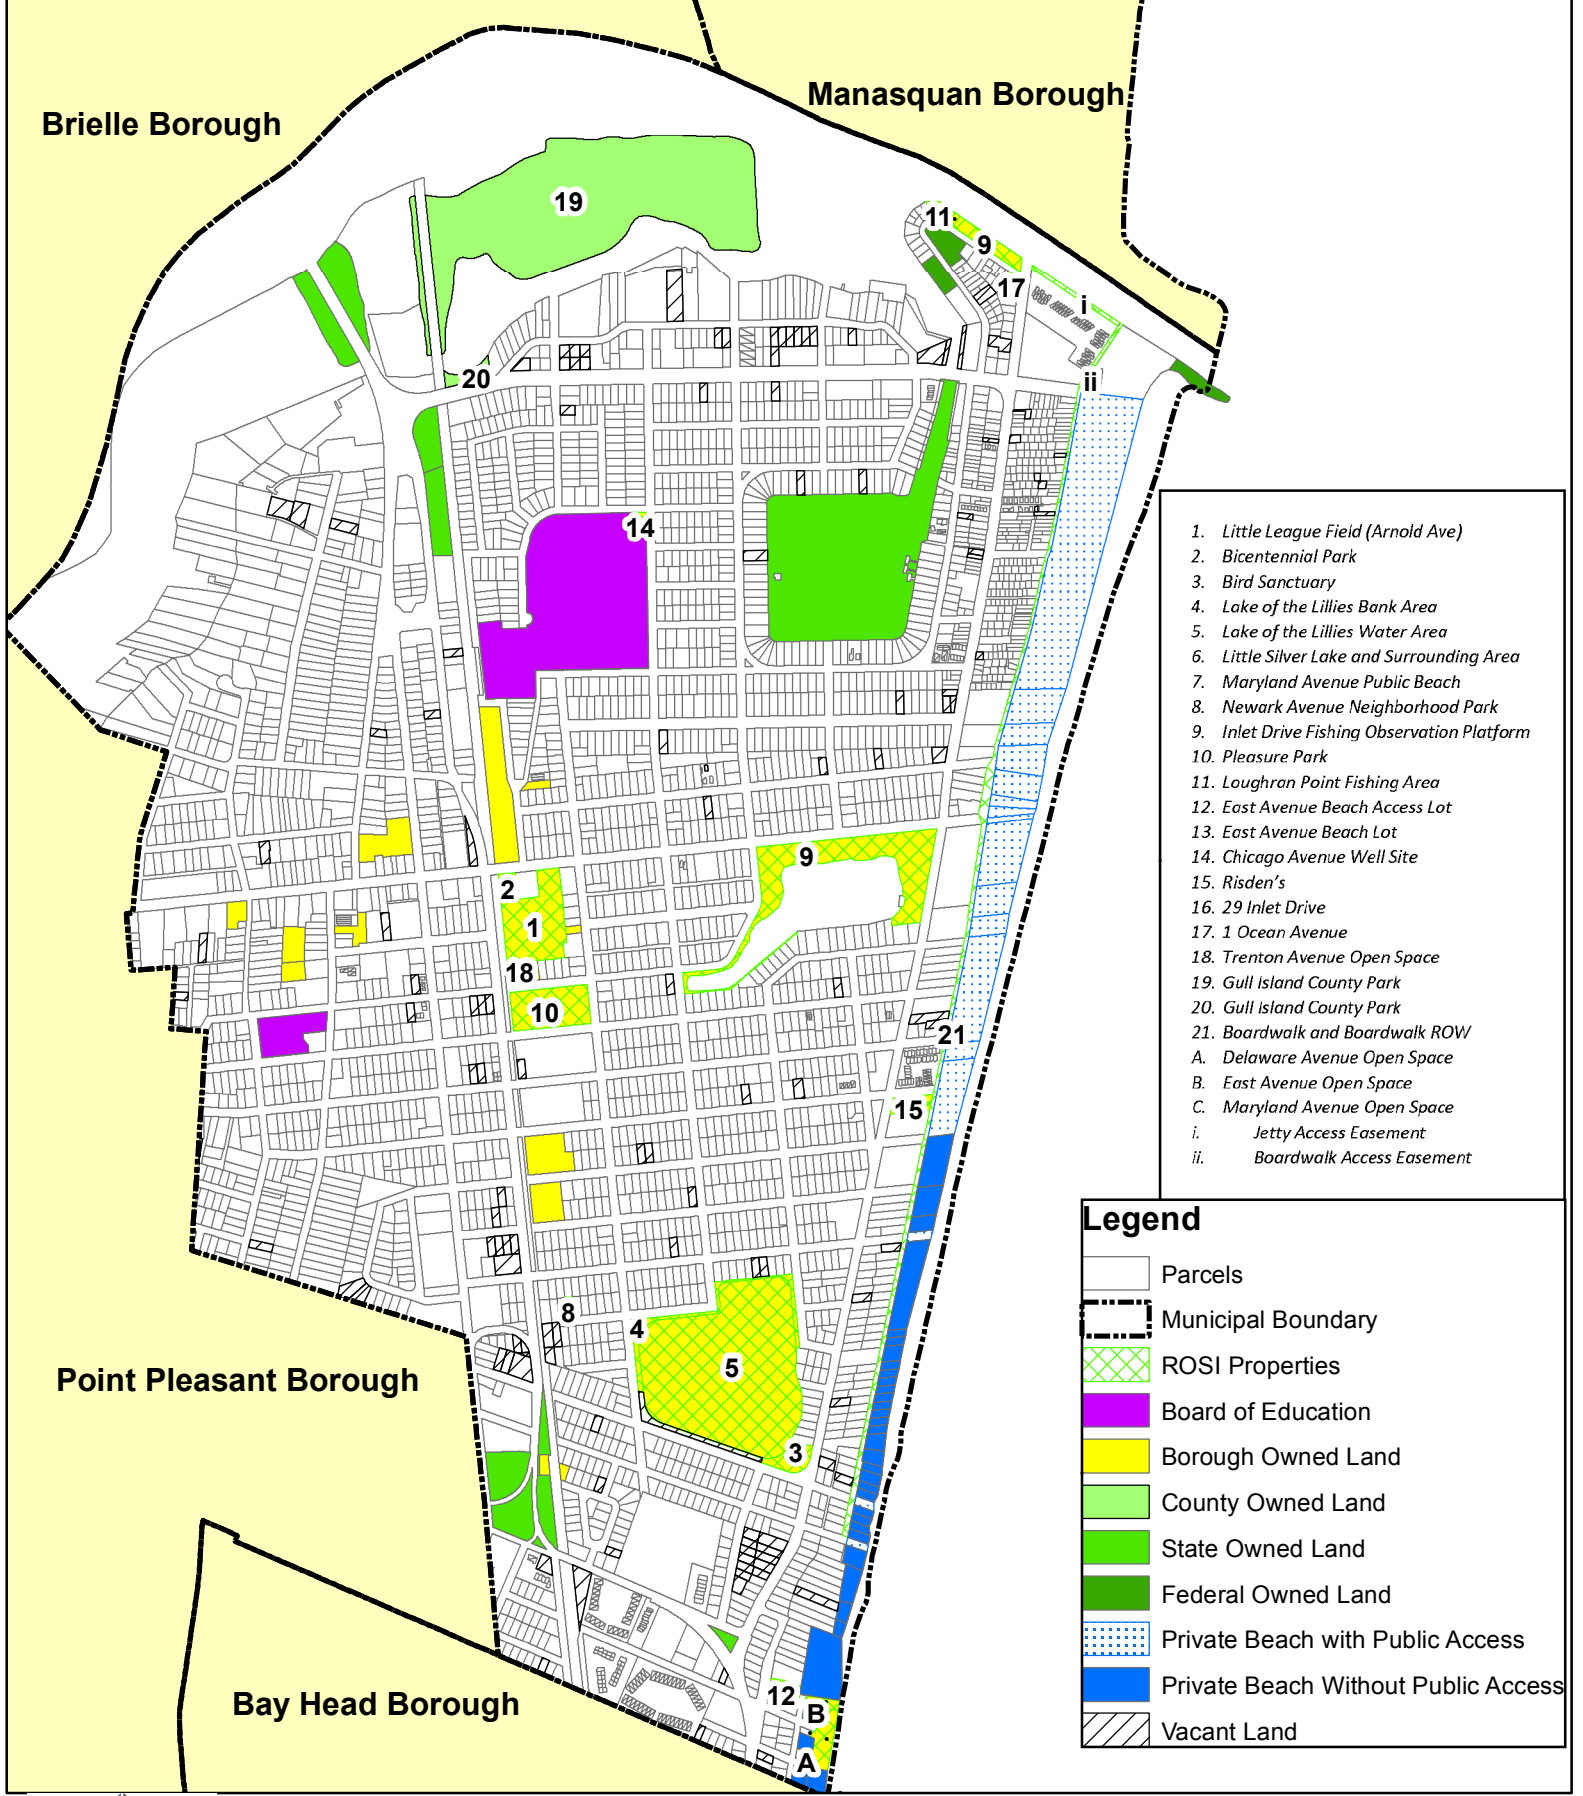 Manasquan Borough
Brielle Borough
19
11
9
17
i
20
ii
14
9
2
1
18
10
21
15
8
4
5
3
12
B
A
Point Pleasant Borough
Bay Head Borough
1. Little League Field (Arnold Ave)
2. Bicentennial Park
3. Bird Sanctuary
4. Lake of the Lillies Bank Area
5. Lake of the Lillies Water Area
6. Little Silver Lake and Surrounding Area
7. Maryland Avenue Public Beach
8. Newark Avenue Neighborhood Park
9. Inlet Drive Fishing Observation Platform
10. Pleasure Park
11. Loughran Point Fishing Area
12. East Avenue Beach Access Lot
13. East Avenue Beach Lot
14. Chicago Avenue Well Site
15. Risden's
16. 29 Inlet Drive
17. 1 Ocean Avenue
18. Trenton Avenue Open Space
19. Gull Island County Park
20. Gull Island County Park
21. Boardwalk and Boardwalk ROW
A. Delaware Avenue Open Space
B. East Avenue Open Space
C. Maryland Avenue Open Space
i. Jetty Access Easement
ii. Boardwalk Access Easement
Legend
Parcels
Municipal Boundary
ROSI Properties
Board of Education
Borough Owned Land
County Owned Land
State Owned Land
Federal Owned Land
Private Beach with Public Access
Private Beach Without Public Access
Vacant Land